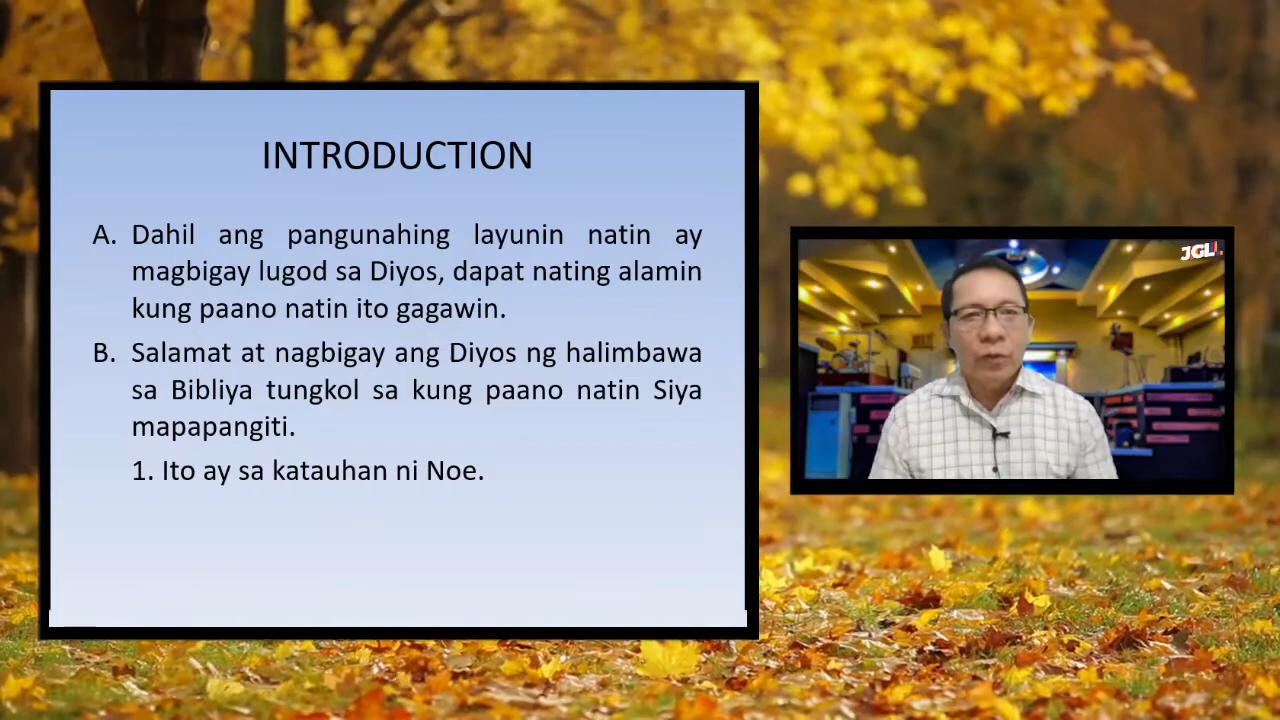 INTRODUCTION
A. Dahil ang pangunahing layunin natin ay
magbigay lugod sa Diyos, dapat nating alamin
kung paano natin ito gagawin.
B. Salamat at nagbigay ang Diyos ng halimbawa
sa Bibliya tungkol sa kung paano natin Siya
mapapangiti.
1. Ito ay sa katauhan ni Noe.
JGLI